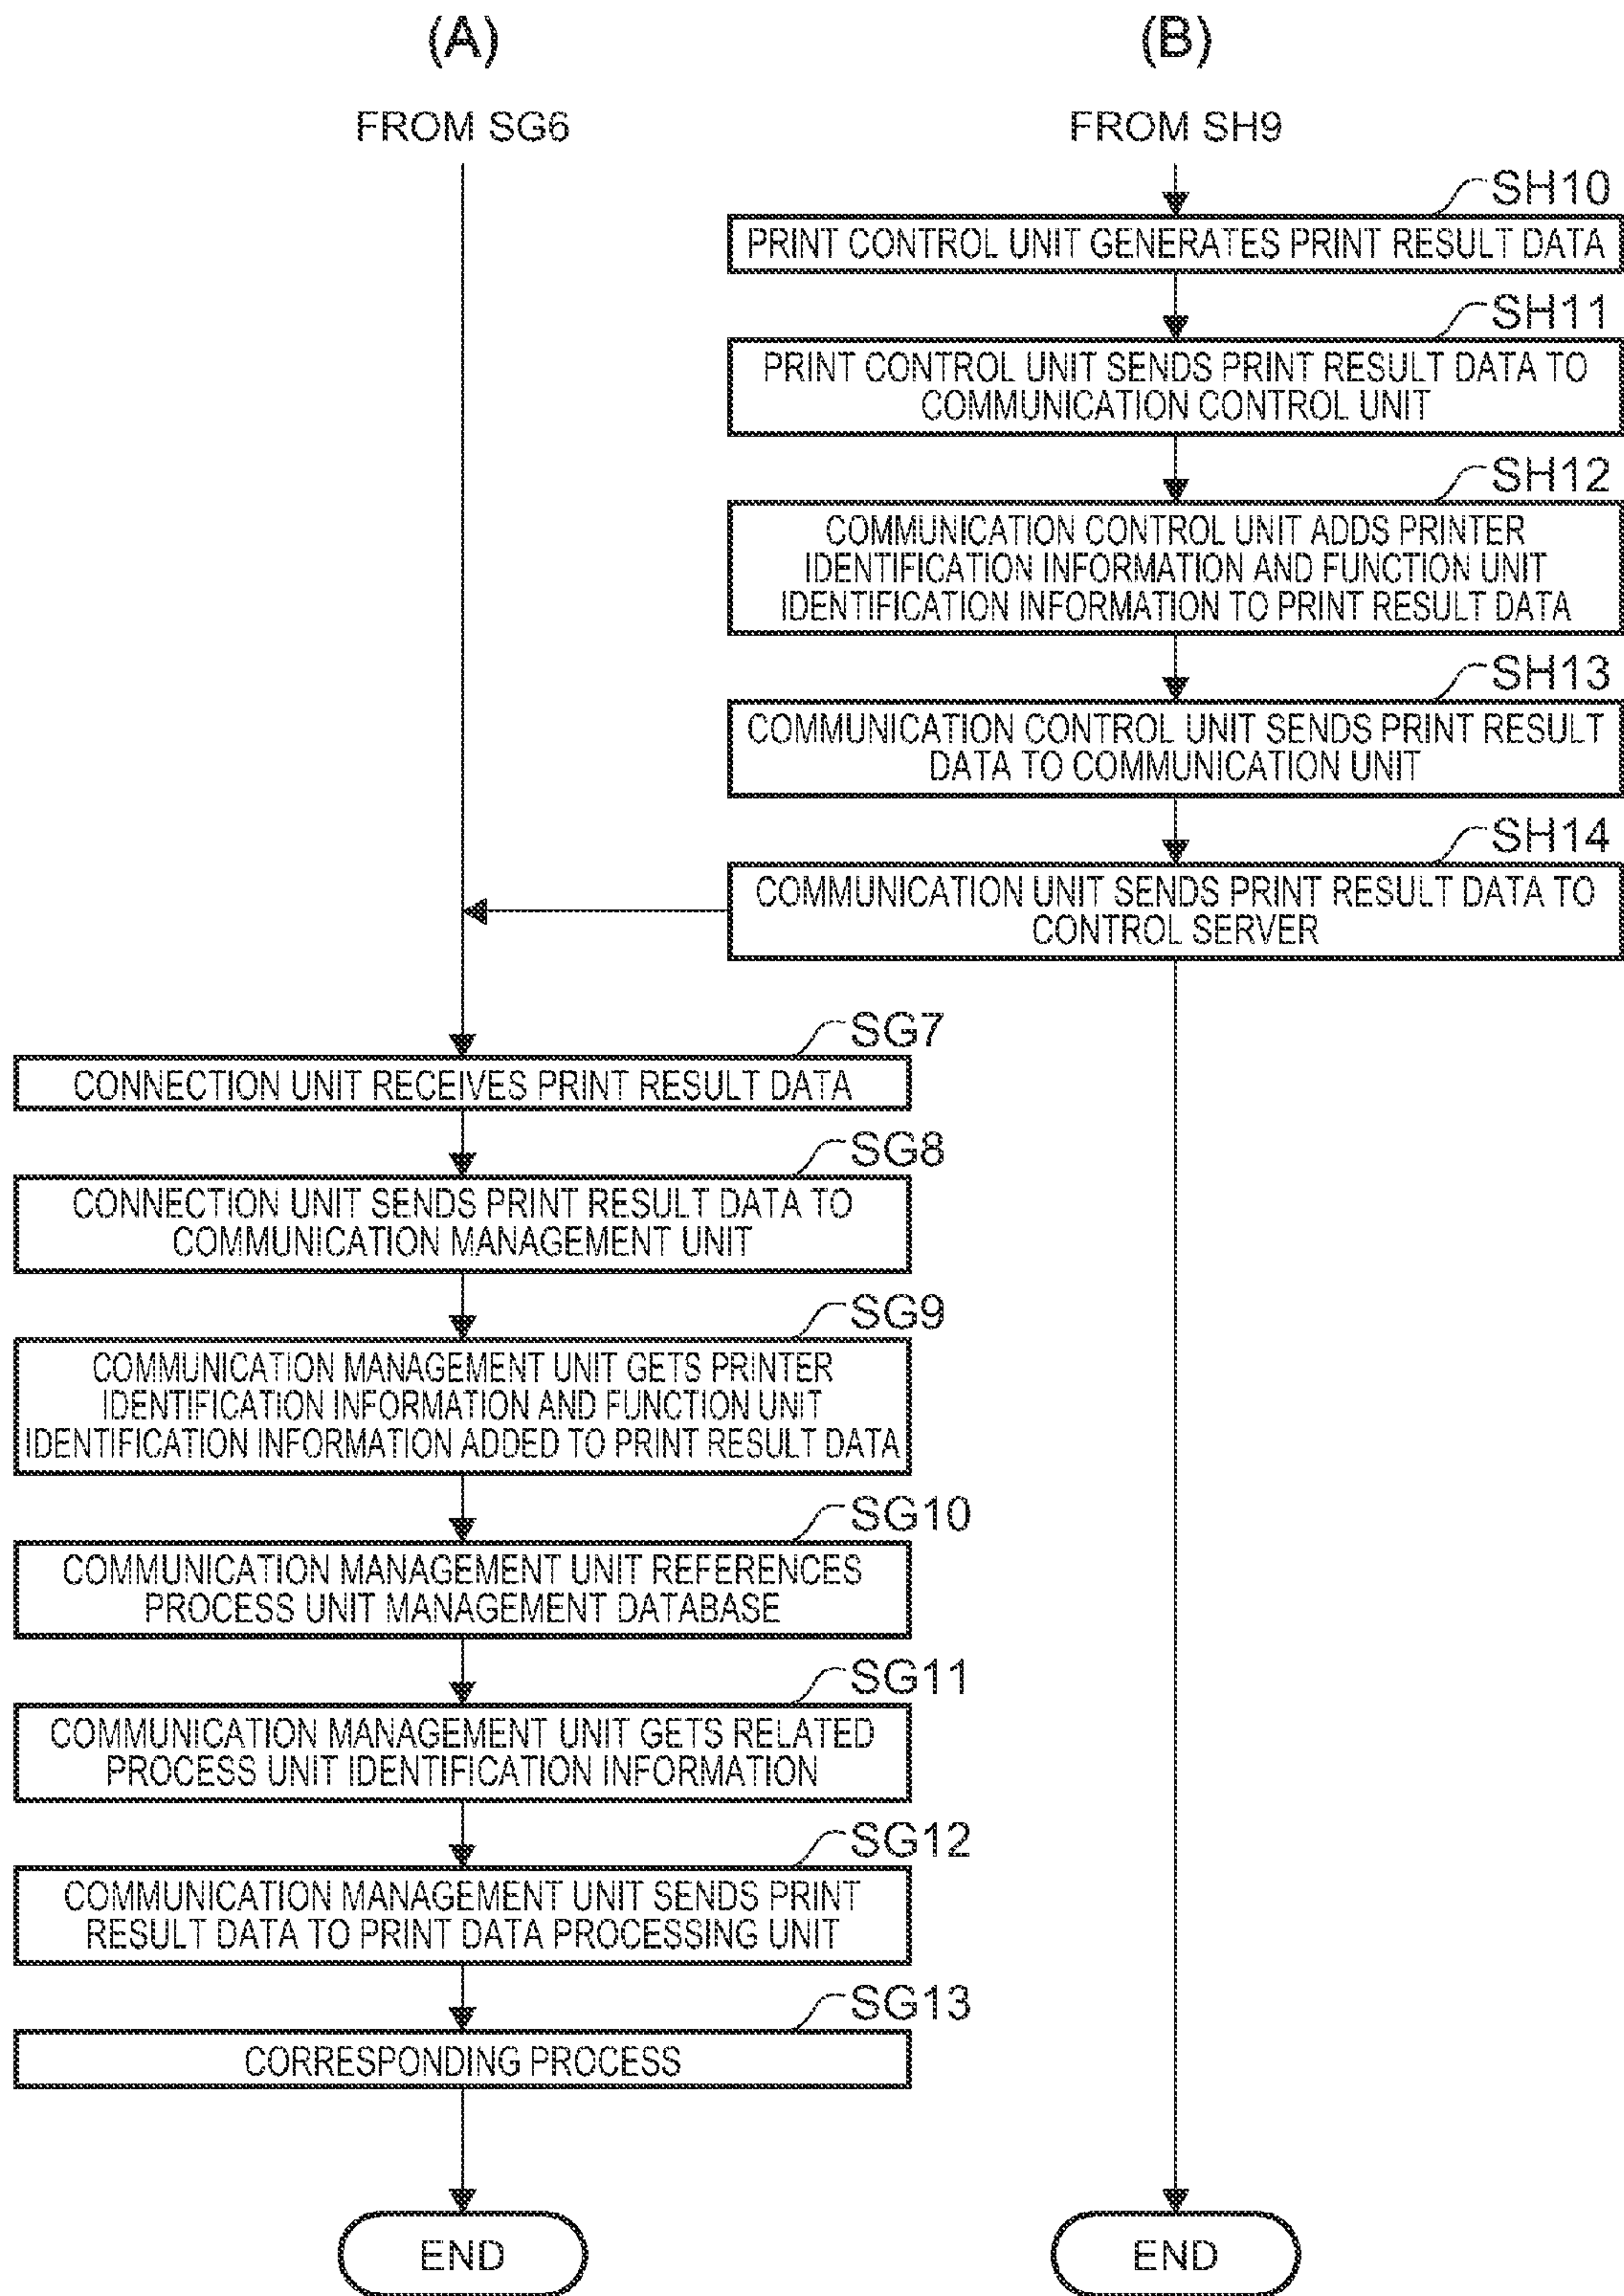 (A)
FROM SG6
(B)
FROM SH9
SH10
PRINT CONTROL UNIT GENERATES PRINT RESULT DATA
SH11
PRINT CONTROL UNIT SENDS PRINT RESULT DATA TO
COMMUNICATION CONTROL UNIT
SH12
COMMUNICATION CONTROL UNIT ADDS PRINTER
IDENTIFICATION INFORMATION AND FUNCTION UNIT
IDENTIFICATION INFORMATION TO PRINT RESULT DATA
SH13
COMMUNICATION CONTROL UNIT SENDS PRINT RESULT
DATA TO COMMUNICATION UNIT
SH14
COMMUNICATION UNIT SENDS PRINT RESULT DATA TO
CONTROL SERVER
SG7
CONNECTION UNIT RECEIVES PRINT RESULT DATA
SG8
CONNECTION UNIT SENDS PRINT RESULT DATA TO
COMMUNICATION MANAGEMENT UNIT
SG9
COMMUNICATION MANAGEMENT UNIT GETS PRINTER
IDENTIFICATION INFORMATION AND FUNCTION UNIT
IDENTIFICATION INFORMATION ADDED TO PRINT RESULT DATA
SG10
COMMUNICATION MANAGEMENT UNIT REFERENCES
PROCESS UNIT MANAGEMENT DATABASE
SG11
COMMUNICATION MANAGEMENT UNIT GETS RELATED
PROCESS UNIT IDENTIFICATION INFORMATION
SG12
COMMUNICATION MANAGEMENT UNIT SENDS PRINT
RESULT DATA TO PRINT DATA PROCESSING UNIT
SG13
CORRESPONDING PROCESS
END
END